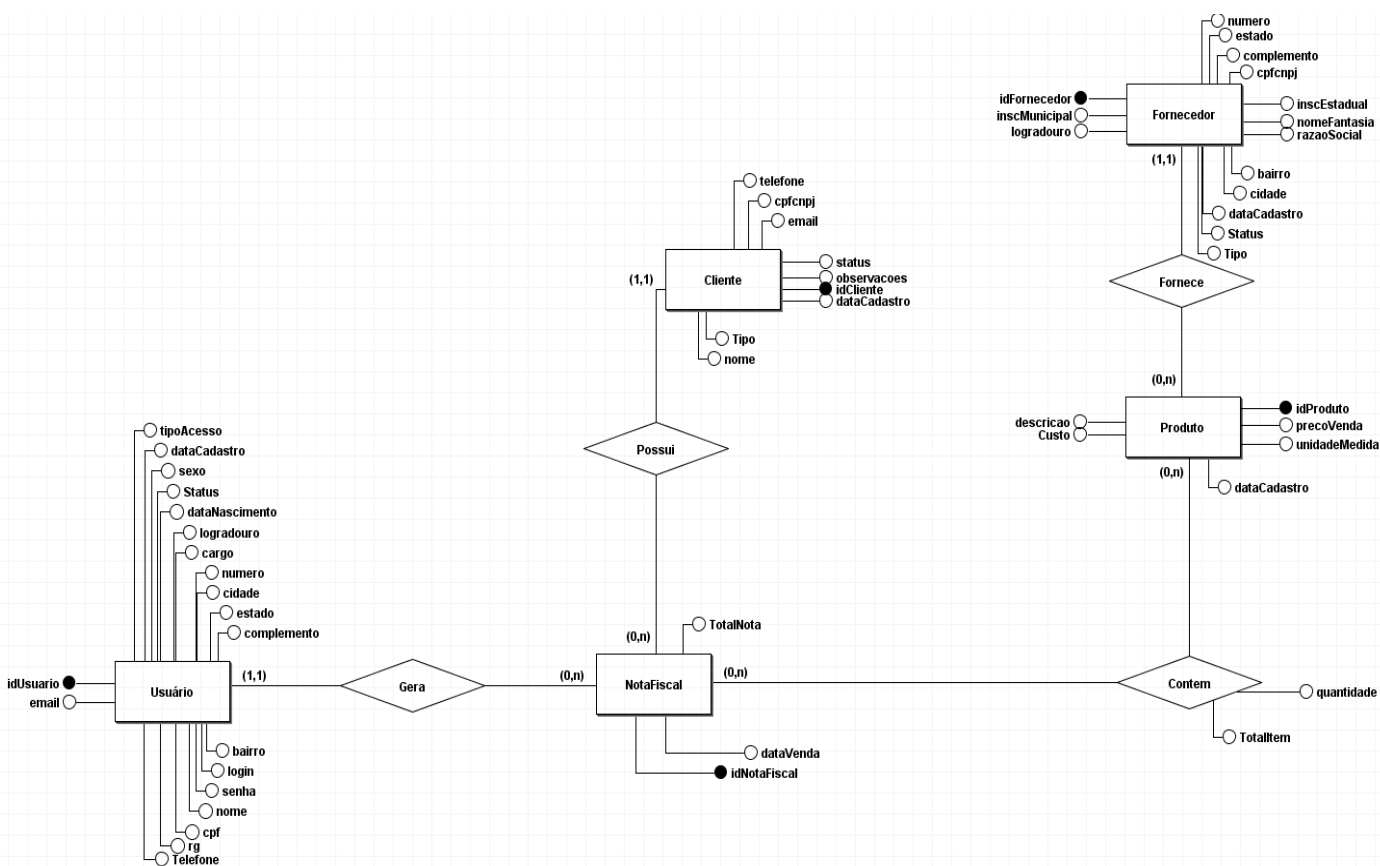 numero
estado
complemento
cpfcnpj
idFornecedor
inscMunicipal
logradouro
Fornecedor
inscEstadual
nomeFantasia
razaoSocial
(1,1)
bairro
cidade
dataCadastro
Status
Tipo
Fornece
(0,n)
telefone
cpfcnpj
email
(1,1)
Cliente
status
observacoes
idCliente
dataCadastro
Tipo
nome
Possui
(0,n)
descricao
Custo
Produto
idProduto
precoVenda
unidadeMedida
(0,n)
dataCadastro
tipoAcesso
dataCadastro
sexo
Status
dataNascimento
logradouro
cargo
numero
cidade
estado
complemento
idUsuario
email
Usuário
(1,1)
Gera
(0,n)
NotaFiscal
TotalNota
(0,n)
Contem
quantidade
TotalItem
dataVenda
idNotaFiscal
bairro
login
senha
nome
cpf
rg
Telefone